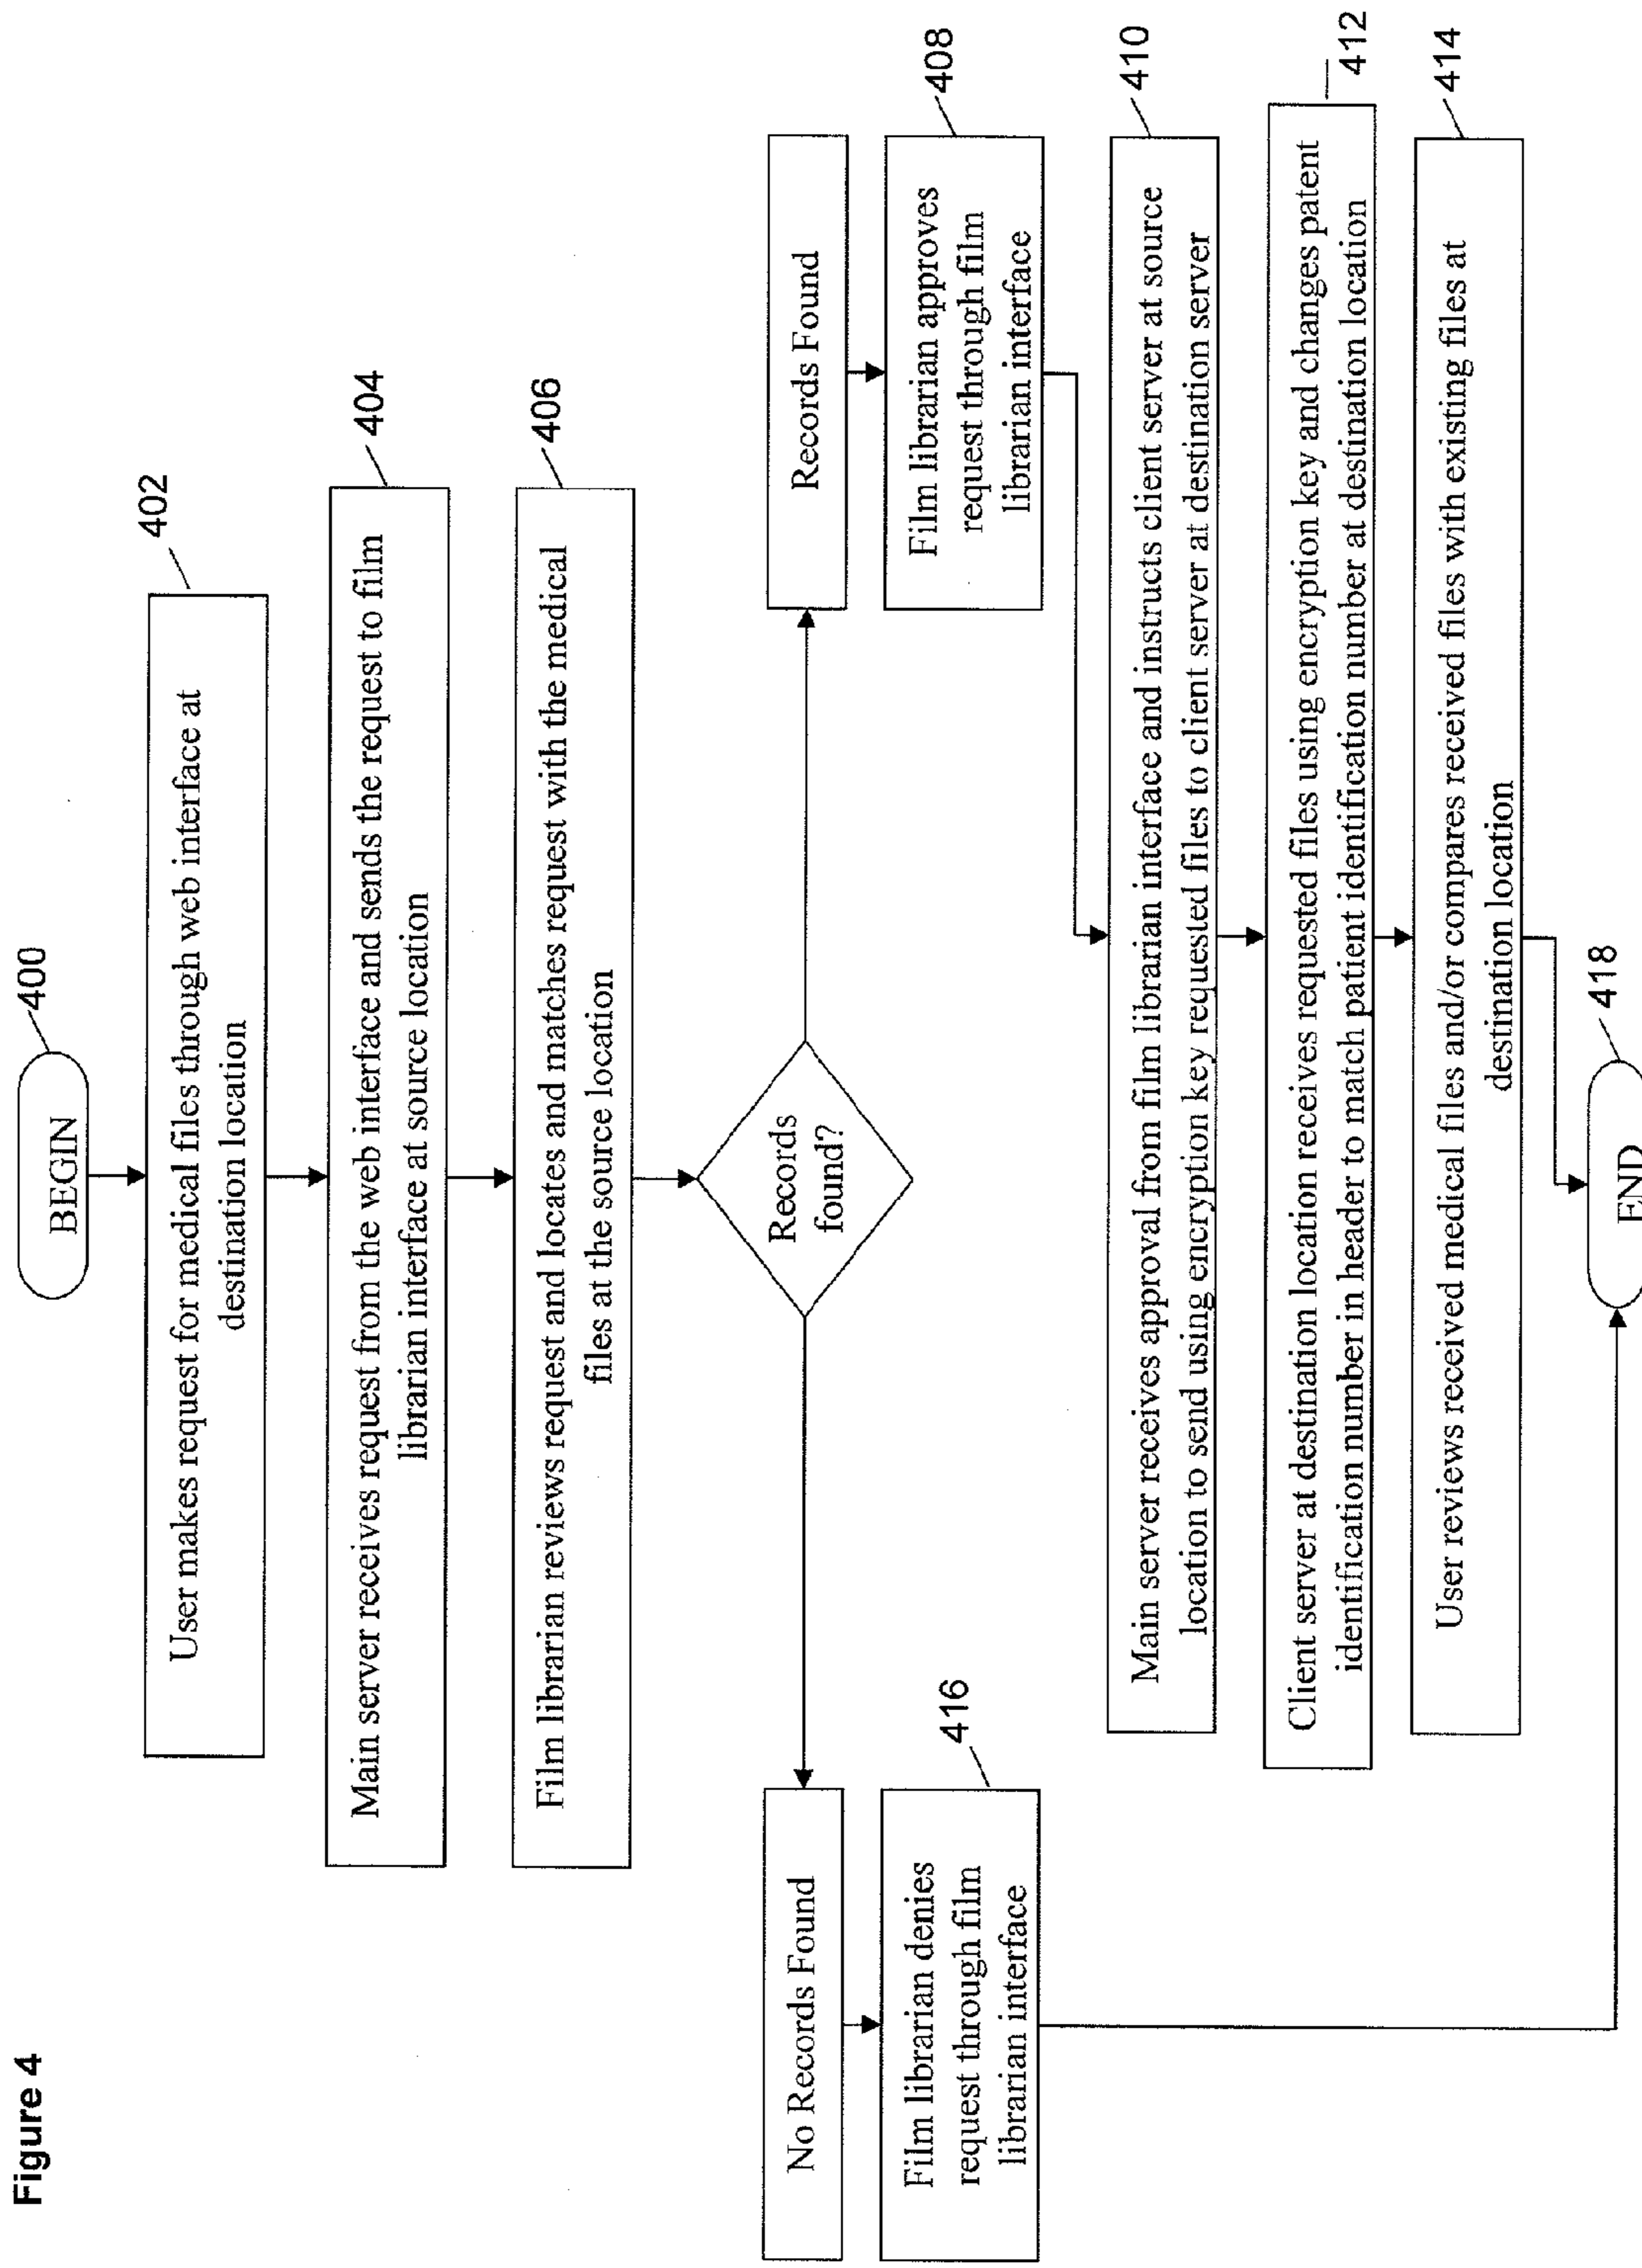 Figure 4
BEGIN
400
User makes request for medical files through web interface at
destination location
402
Main server receives request from the web interface and sends the request to film
librarian interface at source location
404
Film librarian reviews request and locates and matches request with the medical
files at the source location
406
Records
found?
No Records Found
Records Found
Film librarian denies
request through film
librarian interface
416
Film librarian approves
request through film
librarian interface
408
Main server receives approval from film librarian interface and instructs client server at source
location to send using encryption key requested files to client server at destination server
410
Client server at destination location receives requested files using encryption key and changes patent
identification number in header to match patient identification number at destination location
412
User reviews received medical files and/or compares received files with existing files at
destination location
414
END
418